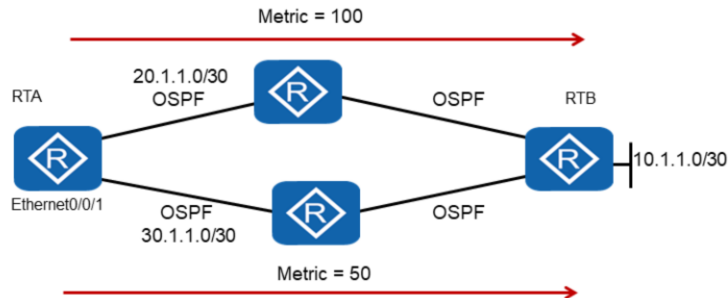 Metric = 100
20.1.1.0/30
OSPF
OSPF
RTA
RTB
R
R
R
R
10.1.1.0/30
Ethernet0/0/1
OSPF
30.1.1.0/30
OSPF
Metric = 50